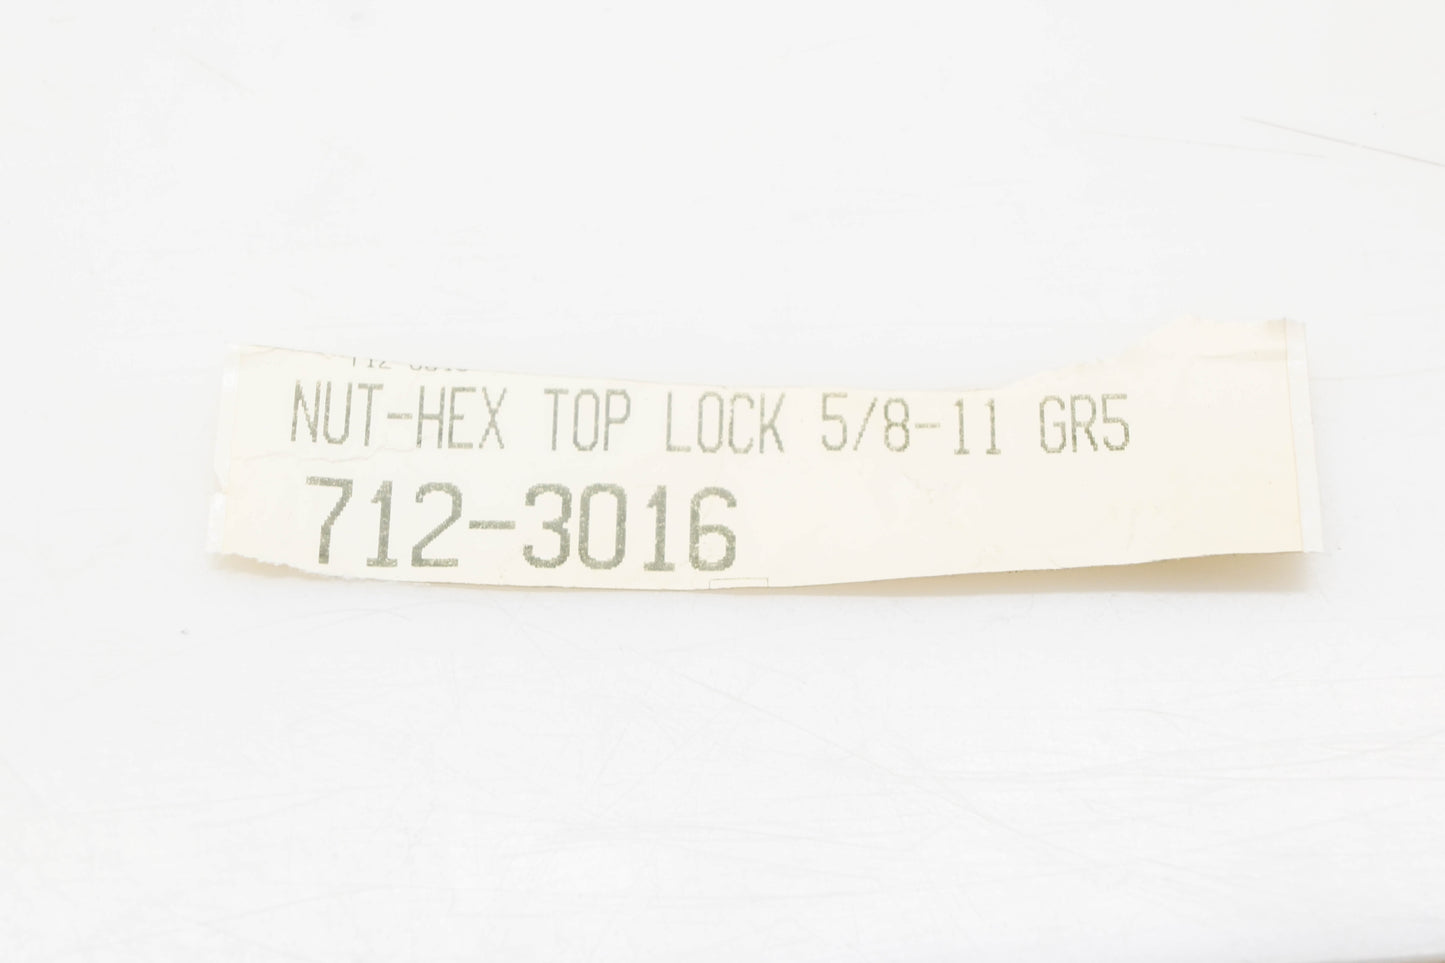 NUT-HEX TOP LOCK 5/8-11 GR5
712-3016